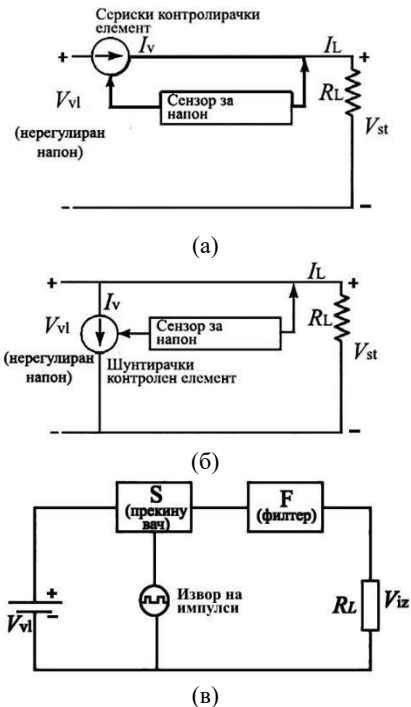 Сериски контролирачки
елемент
+ Iv IL +
Vvl
(нерегулиран
напон)
Сензор за
напон
RL
Vst
− −
(а)
+ IL +
Iv
Vvl
(нерегулиран
напон)
Сензор за
напон
RL
Vst
Шунтирачки
контролен елемент
− −
(б)
S
(прекину
вач)
F
(филтер)
+
−
Vvl
Извор на
импулси
RL
Viz
(в)